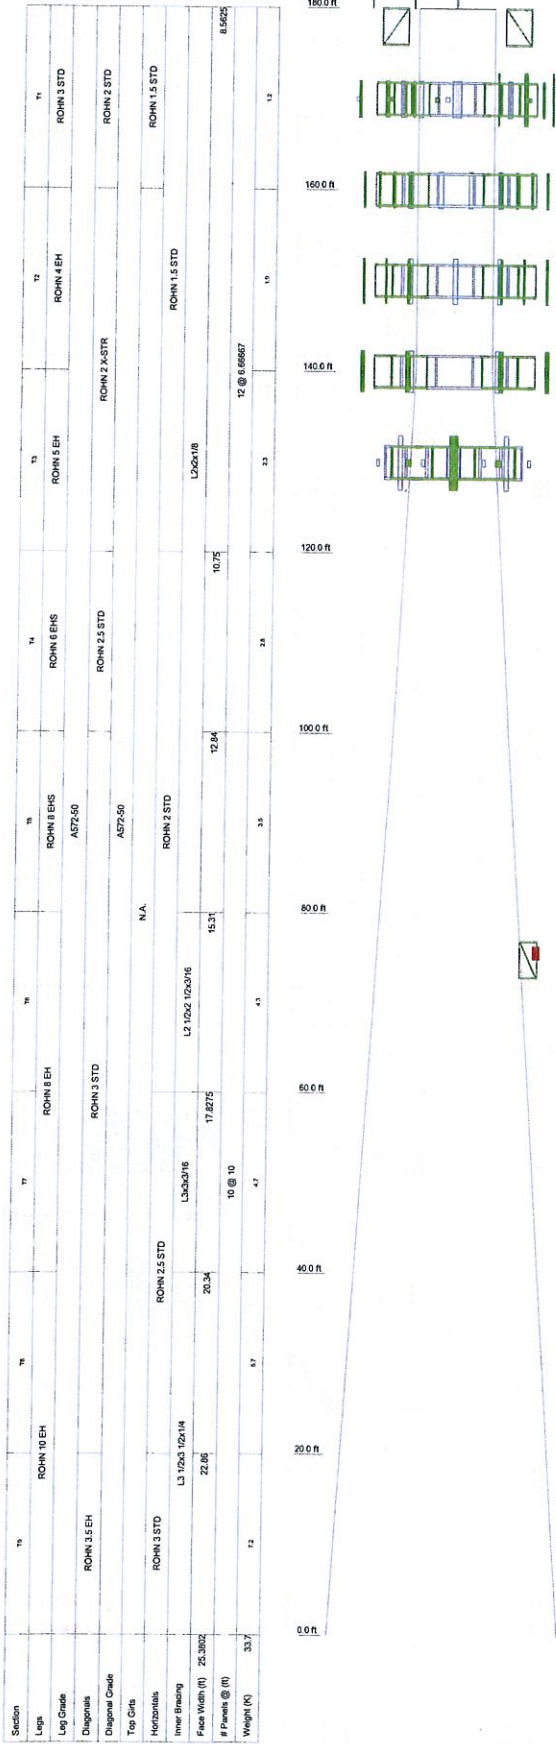 Section T9 T8 T7 T6 T5 T4 T3 T2 T1
Legs ROHN 10 EH ROHN 8 EH ROHN 8 EHS ROHN 6 EHS ROHN 5 EH ROHN 4 EH ROHN 3 STD
Leg Grade A572-50
Diagonals ROHN 3.5 EH ROHN 3 STD ROHN 2.5 STD ROHN 2 X-STR ROHN 2 STD
Diagonal Grade A572-50
Top Girts N.A. ROHN 1.5 STD
Horizontals ROHN 3 STD ROHN 2.5 STD ROHN 2 STD ROHN 1.5 STD
Inner Bracing L3 1/2x3 1/2x1/4 L3x3x3/16 L2 1/2x2 1/2x3/16 L2x2x1/8
Face Width (ft) 25.3802 22.86 20.34 17.8275 15.31 12.84 10.75 8.5625
# Panels @ (ft) 10 @ 10 12 @ 6.66667
Weight (K) 33.7 7.2 5.7 4.7 4.3 3.5 2.8 2.3 1.9 1.2
180.0 ft
160.0 ft
140.0 ft
120.0 ft
100.0 ft
80.0 ft
60.0 ft
40.0 ft
20.0 ft
0.0 ft